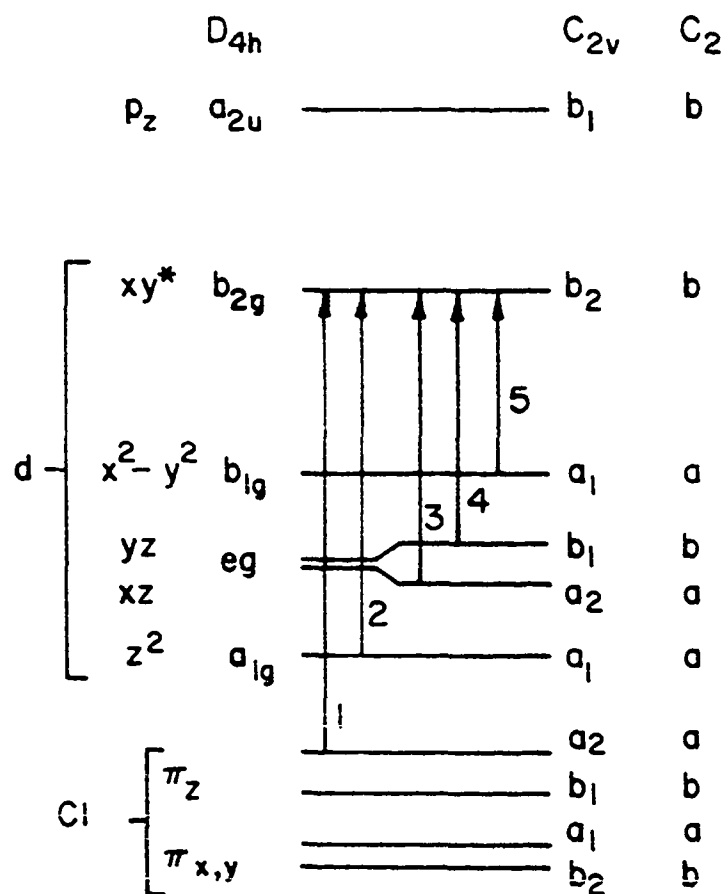 D4h C2v C2
pz a2u b1 b
xy* b2g b2 b
5
d x2 – y2 b1g a1 a
4
3
yz eg b1 b
xz a2 a
2
z2 a1g a1 a
1
a2 a
πz b1 b
Cl
a1 a
πx,y b2 b